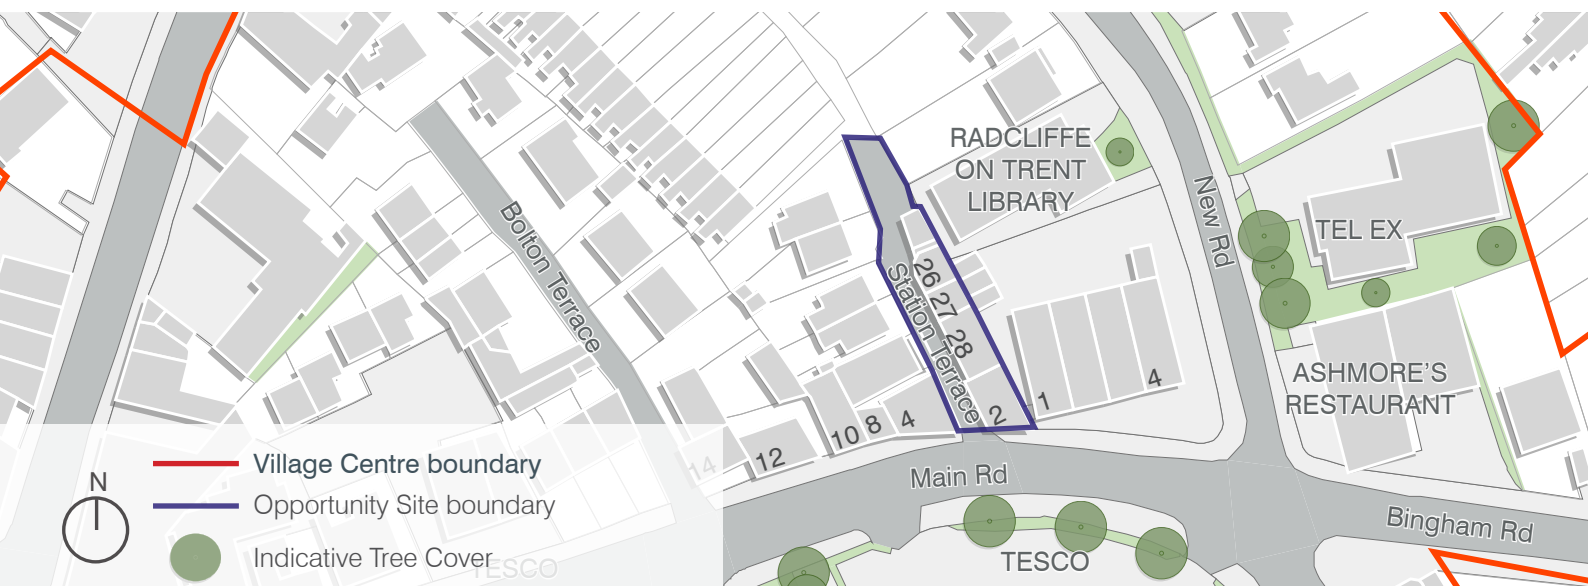 RADCLIFFE
ON TRENT
LIBRARY
New Rd
TEL EX
Bolton Terrace
Station Terrace
26
27
28
ASHMORE'S
RESTAURANT
4
1
2
4
8
10
12
14
Main Rd
Bingham Rd
TESCO
N
Village Centre boundary
Opportunity Site boundary
Indicative Tree Cover
TESCO